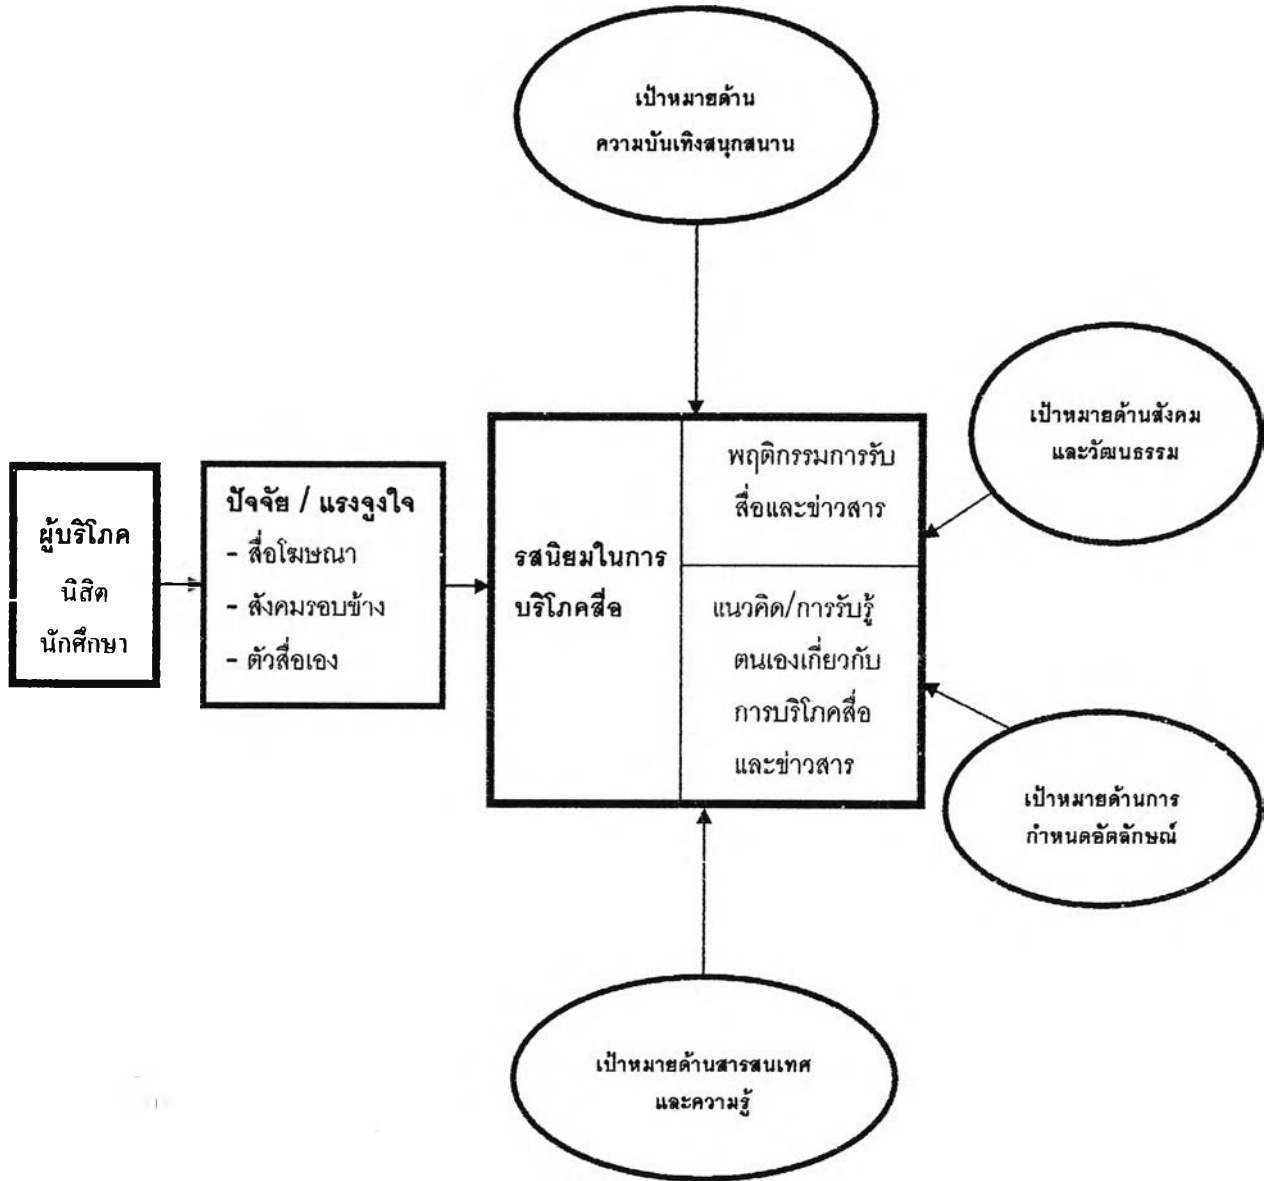 เป้าหมายด้าน
ความบันเทิงสนุกสนาน
เป้าหมายด้านสังคม
และวัฒนธรรม
ผู้บริโภค
นิสิต
นักศึกษา
ปัจจัย / แรงจูงใจ
- สื่อโฆษณา
- สังคมรอบข้าง
- ตัวสื่อเอง
รสนิยมในการ
บริโภคสื่อ
พฤติกรรมการรับ
สื่อและข่าวสาร
แนวคิด/การรับรู้
ตนเองเกี่ยวกับ
การบริโภคสื่อ
และข่าวสาร
เป้าหมายด้านการ
กำหนดอัตลักษณ์
เป้าหมายด้านสารสนเทศ
และความรู้